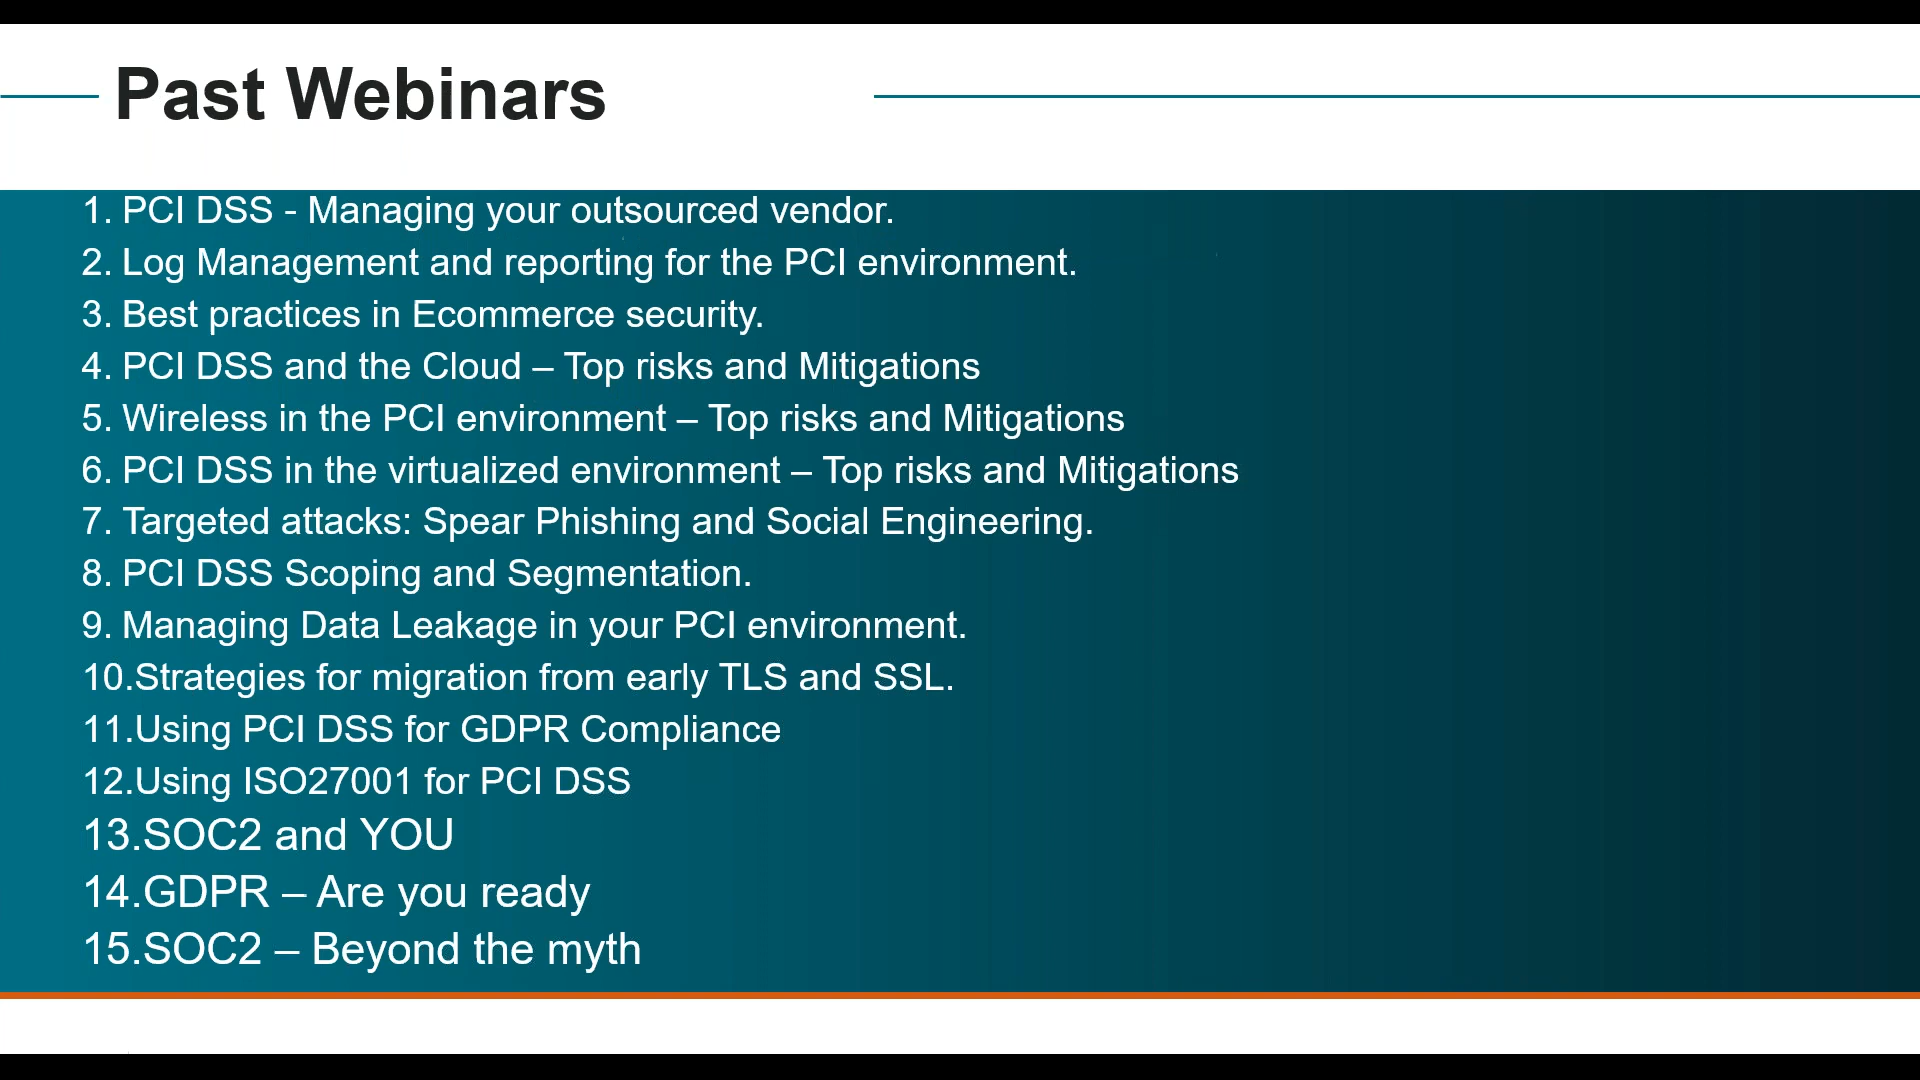 Past Webinars
1. PCI DSS - Managing your outsourced vendor.
2. Log Management and reporting for the PCI environment.
3. Best practices in Ecommerce security.
4. PCI DSS and the Cloud – Top risks and Mitigations
5. Wireless in the PCI environment – Top risks and Mitigations
6. PCI DSS in the virtualized environment – Top risks and Mitigations
7. Targeted attacks: Spear Phishing and Social Engineering.
8. PCI DSS Scoping and Segmentation.
9. Managing Data Leakage in your PCI environment.
10.Strategies for migration from early TLS and SSL.
11.Using PCI DSS for GDPR Compliance
12.Using ISO27001 for PCI DSS
13.SOC2 and YOU
14.GDPR – Are you ready
15.SOC2 – Beyond the myth